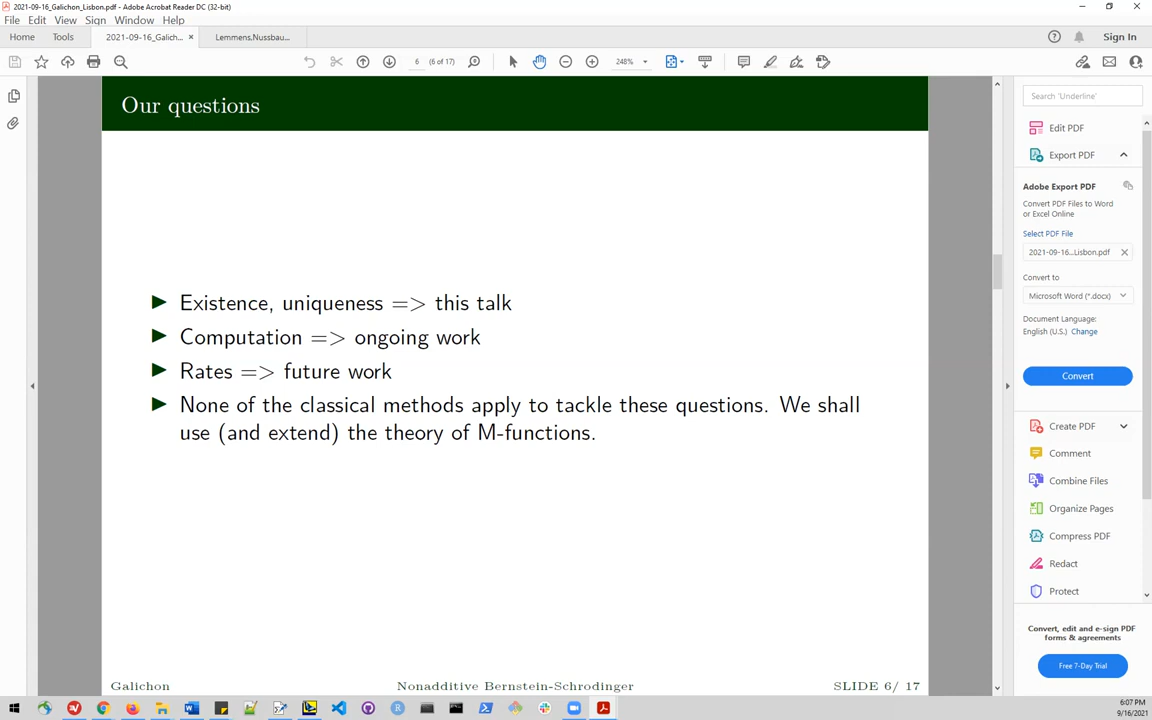 2021-09-16_Galichon_Lisbon.pdf - Adobe Acrobat Reader DC (32-bit)
File Edit View Sign Window Help
Home Tools 2021-09-16_Galich... × Lemmens.Nussbau... Sign In
6 (6 of 17) 248%
Our questions
Existence, uniqueness => this talk
Computation => ongoing work
Rates => future work
None of the classical methods apply to tackle these questions. We shall
use (and extend) the theory of M-functions.
Galichon Nonadditive Bernstein-Schrodinger SLIDE 6/ 17
Search 'Underline'
Edit PDF
Export PDF
Adobe Export PDF
Convert PDF Files to Word
or Excel Online
Select PDF File
2021-09-16...Lisbon.pdf
Convert to
Microsoft Word (*.docx)
Document Language:
English (U.S.) Change
Convert
Create PDF
Comment
Combine Files
Organize Pages
Compress PDF
Redact
Protect
Convert, edit and e-sign PDF
forms & agreements
Free 7-Day Trial
6:07 PM
9/16/2021